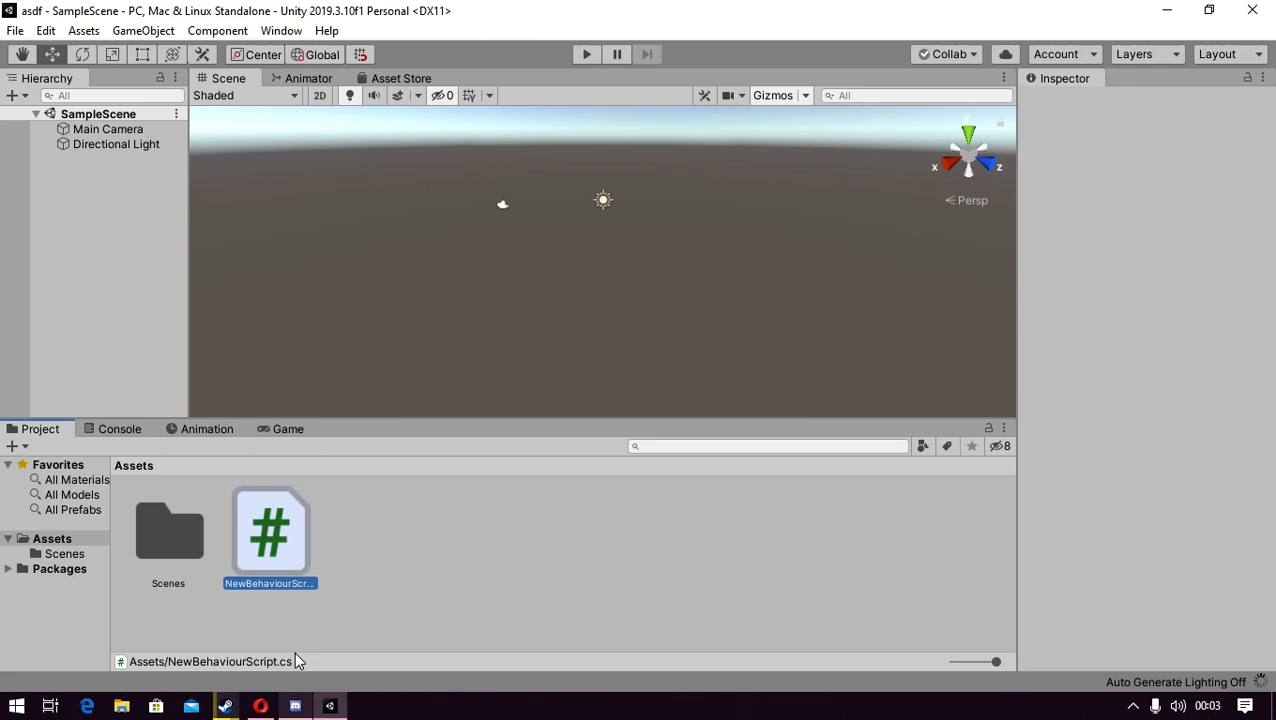 asdf - SampleScene - PC, Mac & Linux Standalone - Unity 2019.3.10f1 Personal <DX11>
File Edit Assets GameObject Component Window Help
Center Global Collab Account Layers Layout
Hierarchy Scene Animator Asset Store Inspector
All Shaded 2D 0 Gizmos All
SampleScene
Main Camera
Directional Light
y
x z
Persp
Project Console Animation Game
8
Favorites Assets
All Materials
All Models
All Prefabs
Assets
Scenes
Packages
Scenes NewBehaviourScr...
#
Assets/NewBehaviourScript.cs
Auto Generate Lighting Off
00:03